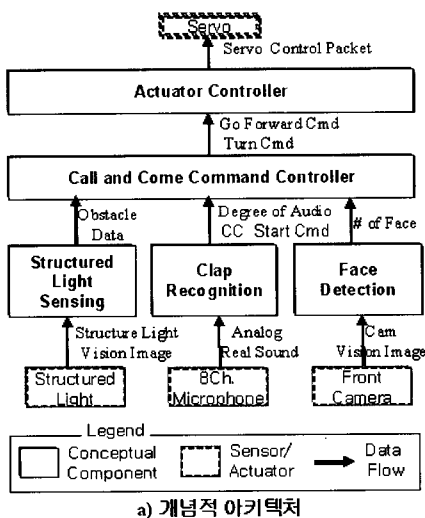 Servo
Servo Control Packet
Actuator Controller
Go Forward Cmd
Turn Cmd
Call and Come Command Controller
Obstacle
Data
Degree of Audio
CC Start Cmd
# of Face
Structured
Light
Sensing
Clap
Recognition
Face
Detection
Structure Light
Vision Image
Analog
Real Sound
Cam
Vision Image
Structured
Light
8Ch.
Microphone
Front
Camera
Legend
Conceptual
Component
Sensor/
Actuator
Data
Flow
a) 개념적 아키텍처